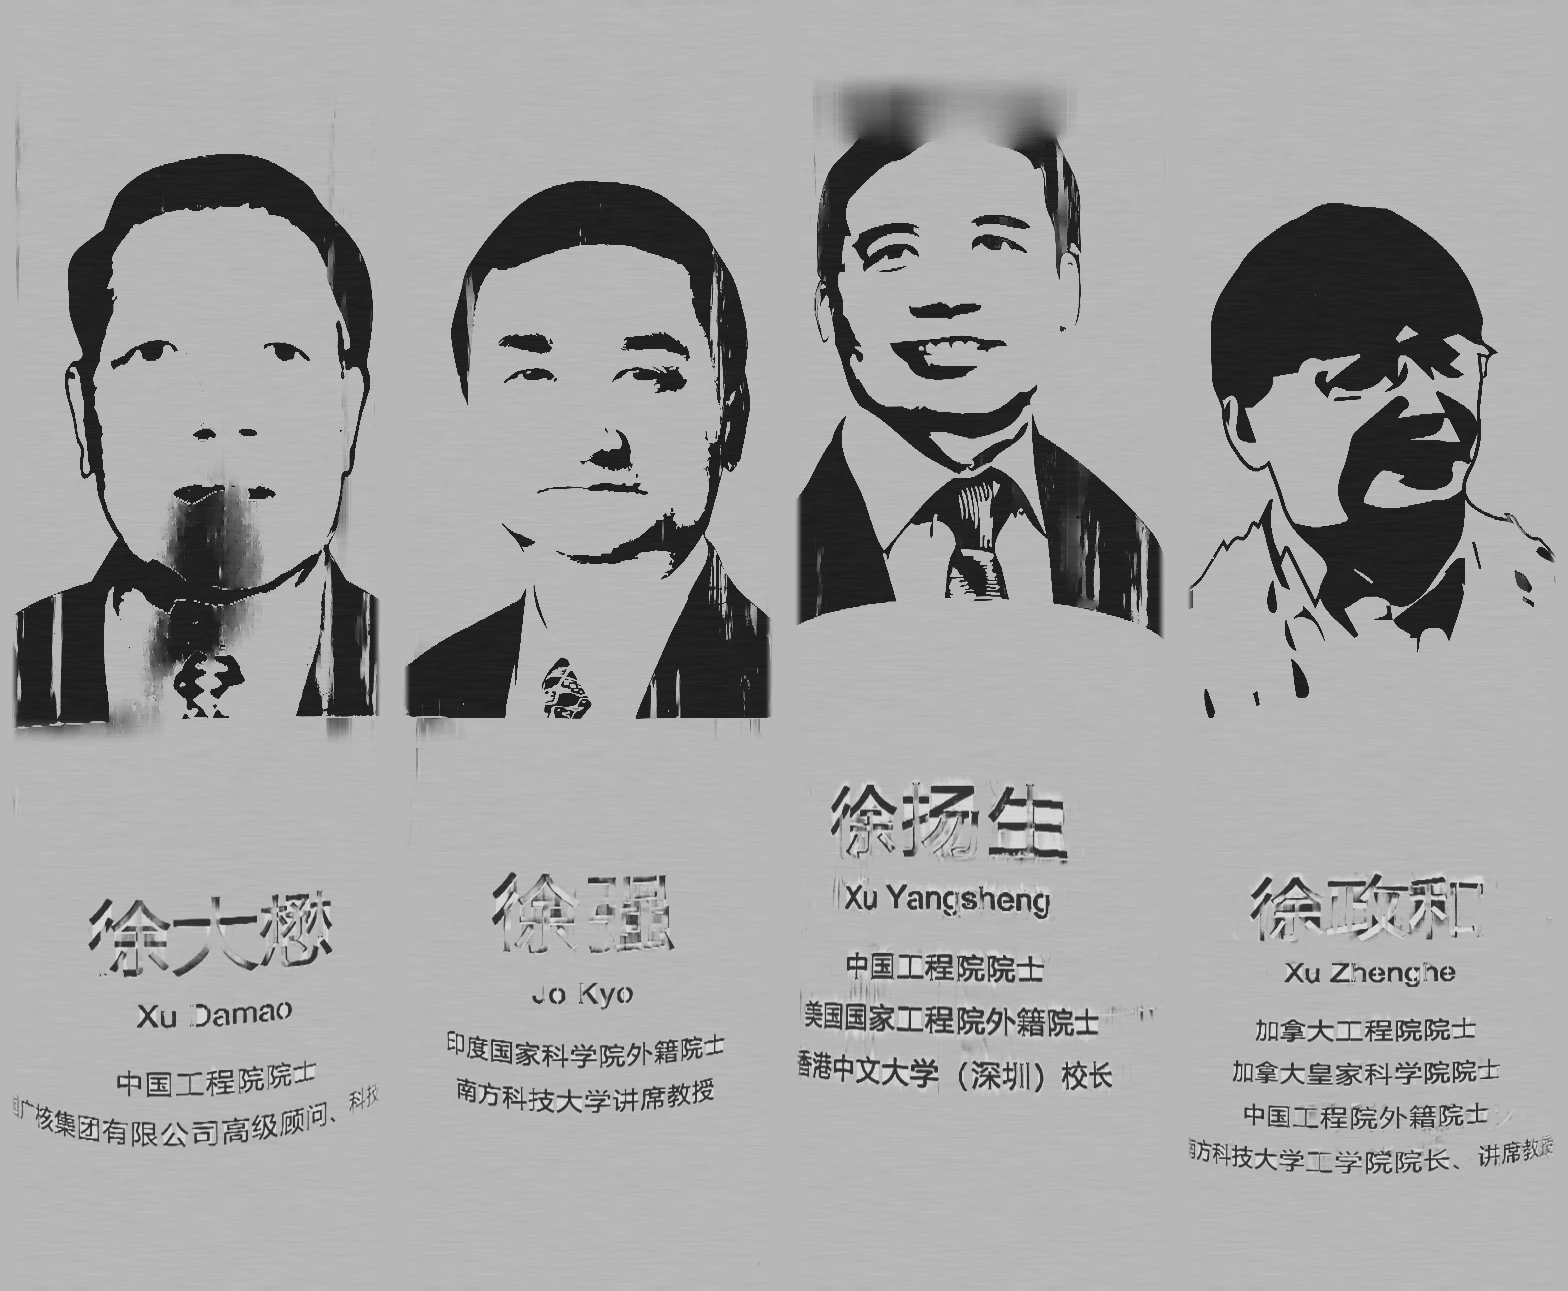 徐大懋
Xu Damao
中国工程院院士
广核集团有限公司高级顾问、科技
徐强
Jo Kyo
印度国家科学院外籍院士
南方科技大学讲席教授
徐扬生
Xu Yangsheng
中国工程院院士
美国国家工程院外籍院士
香港中文大学（深圳）校长
徐政和
Xu Zhenghe
加拿大工程院院士
加拿大皇家科学院院士
中国工程院外籍院士
南方科技大学工学院院长、讲席教授